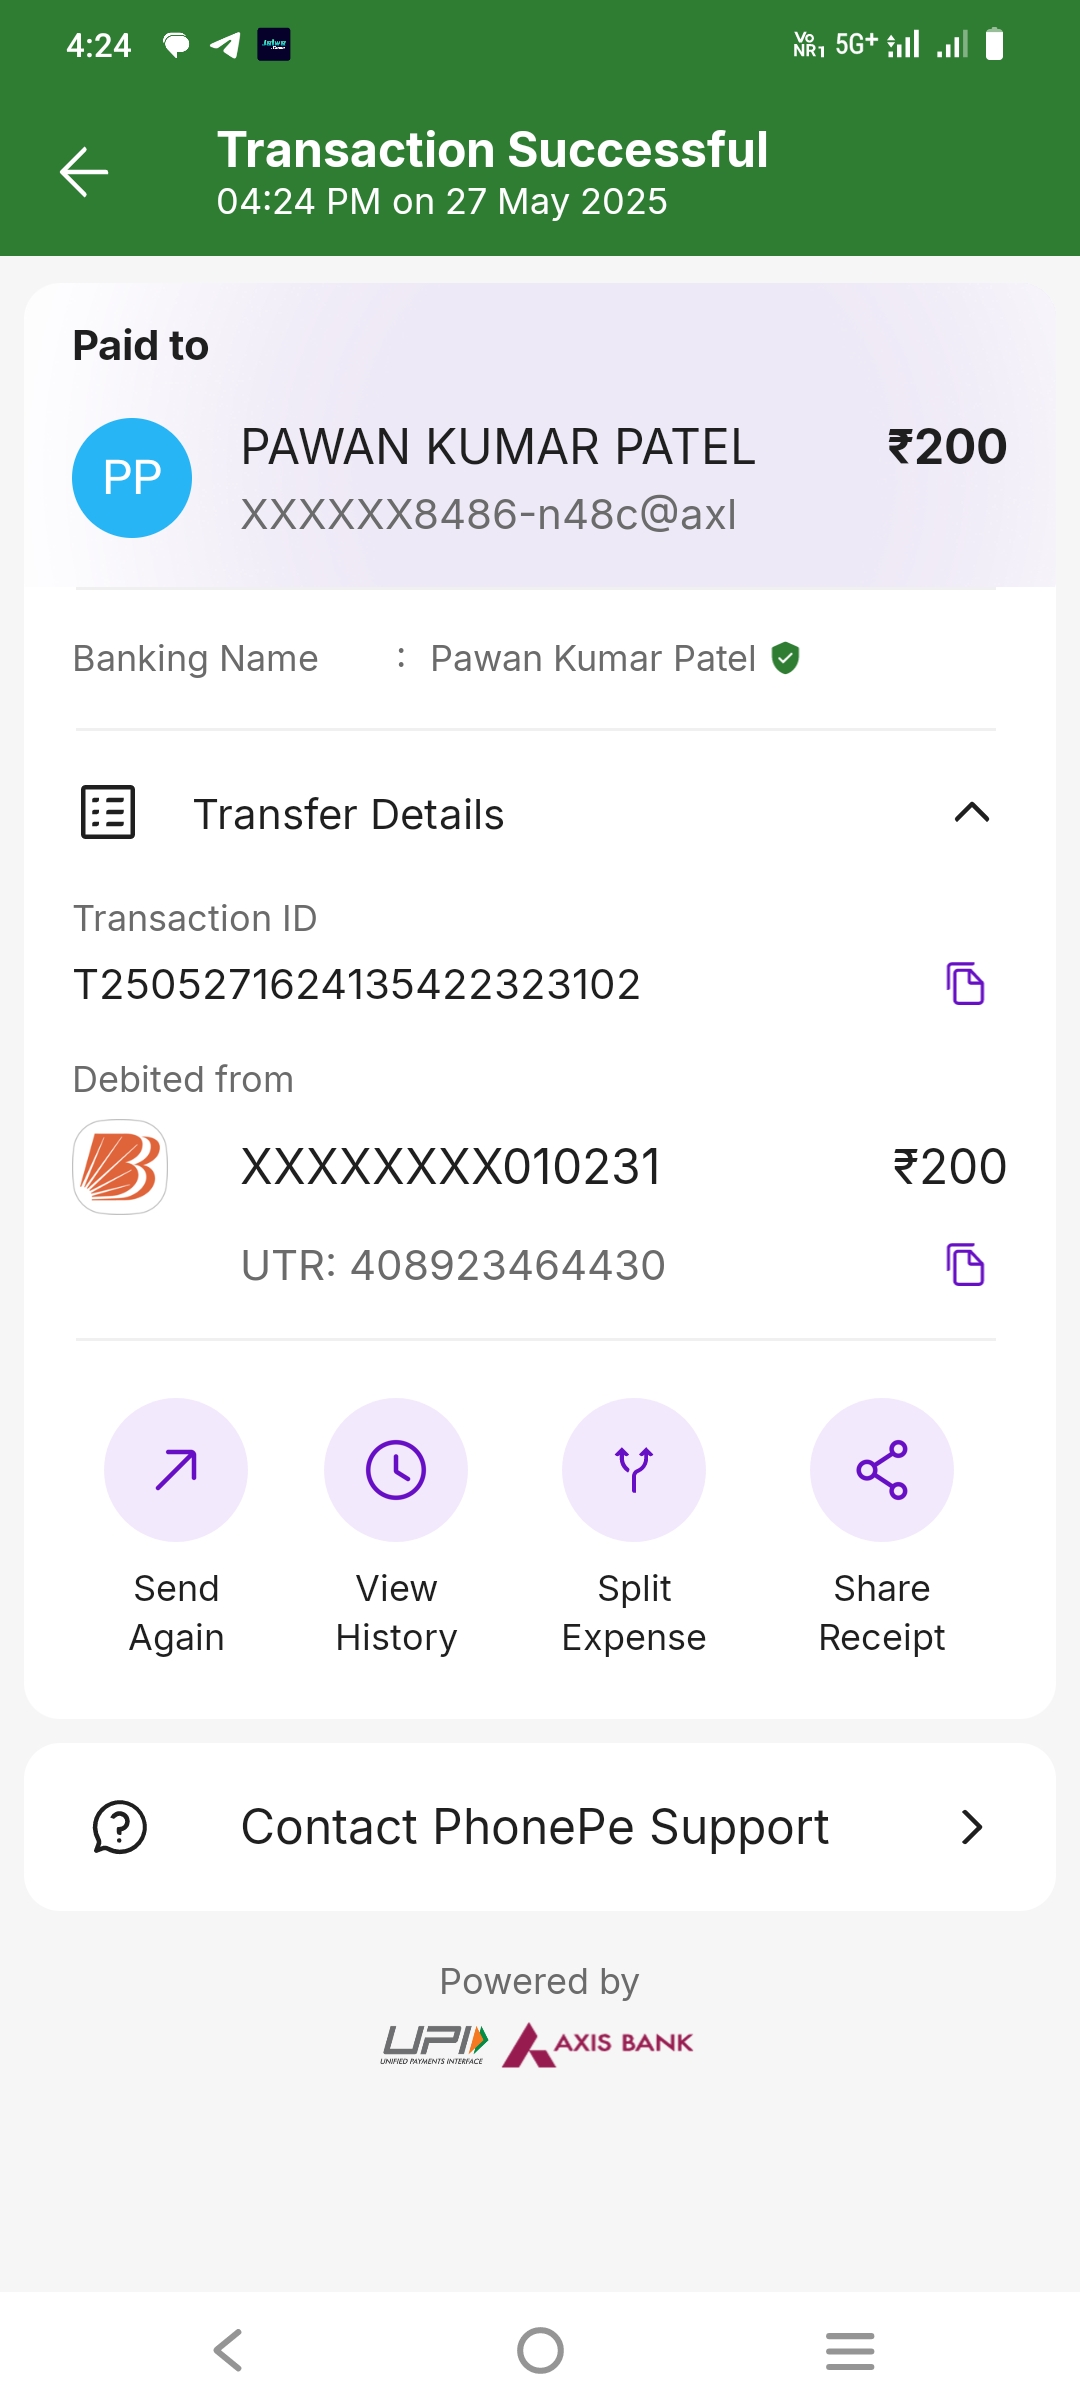 4:24
Vo
NR1 5G+
Transaction Successful
04:24 PM on 27 May 2025
Paid to
PP
PAWAN KUMAR PATEL ₹200
XXXXXX8486-n48c@axl
Banking Name : Pawan Kumar Patel
Transfer Details
Transaction ID
T2505271624135422323102
Debited from
XXXXXXXX010231 ₹200
UTR: 408923464430
Send Again
View History
Split Expense
Share Receipt
Contact PhonePe Support
Powered by
UPI AXIS BANK
UNIFIED PAYMENTS INTERFACE